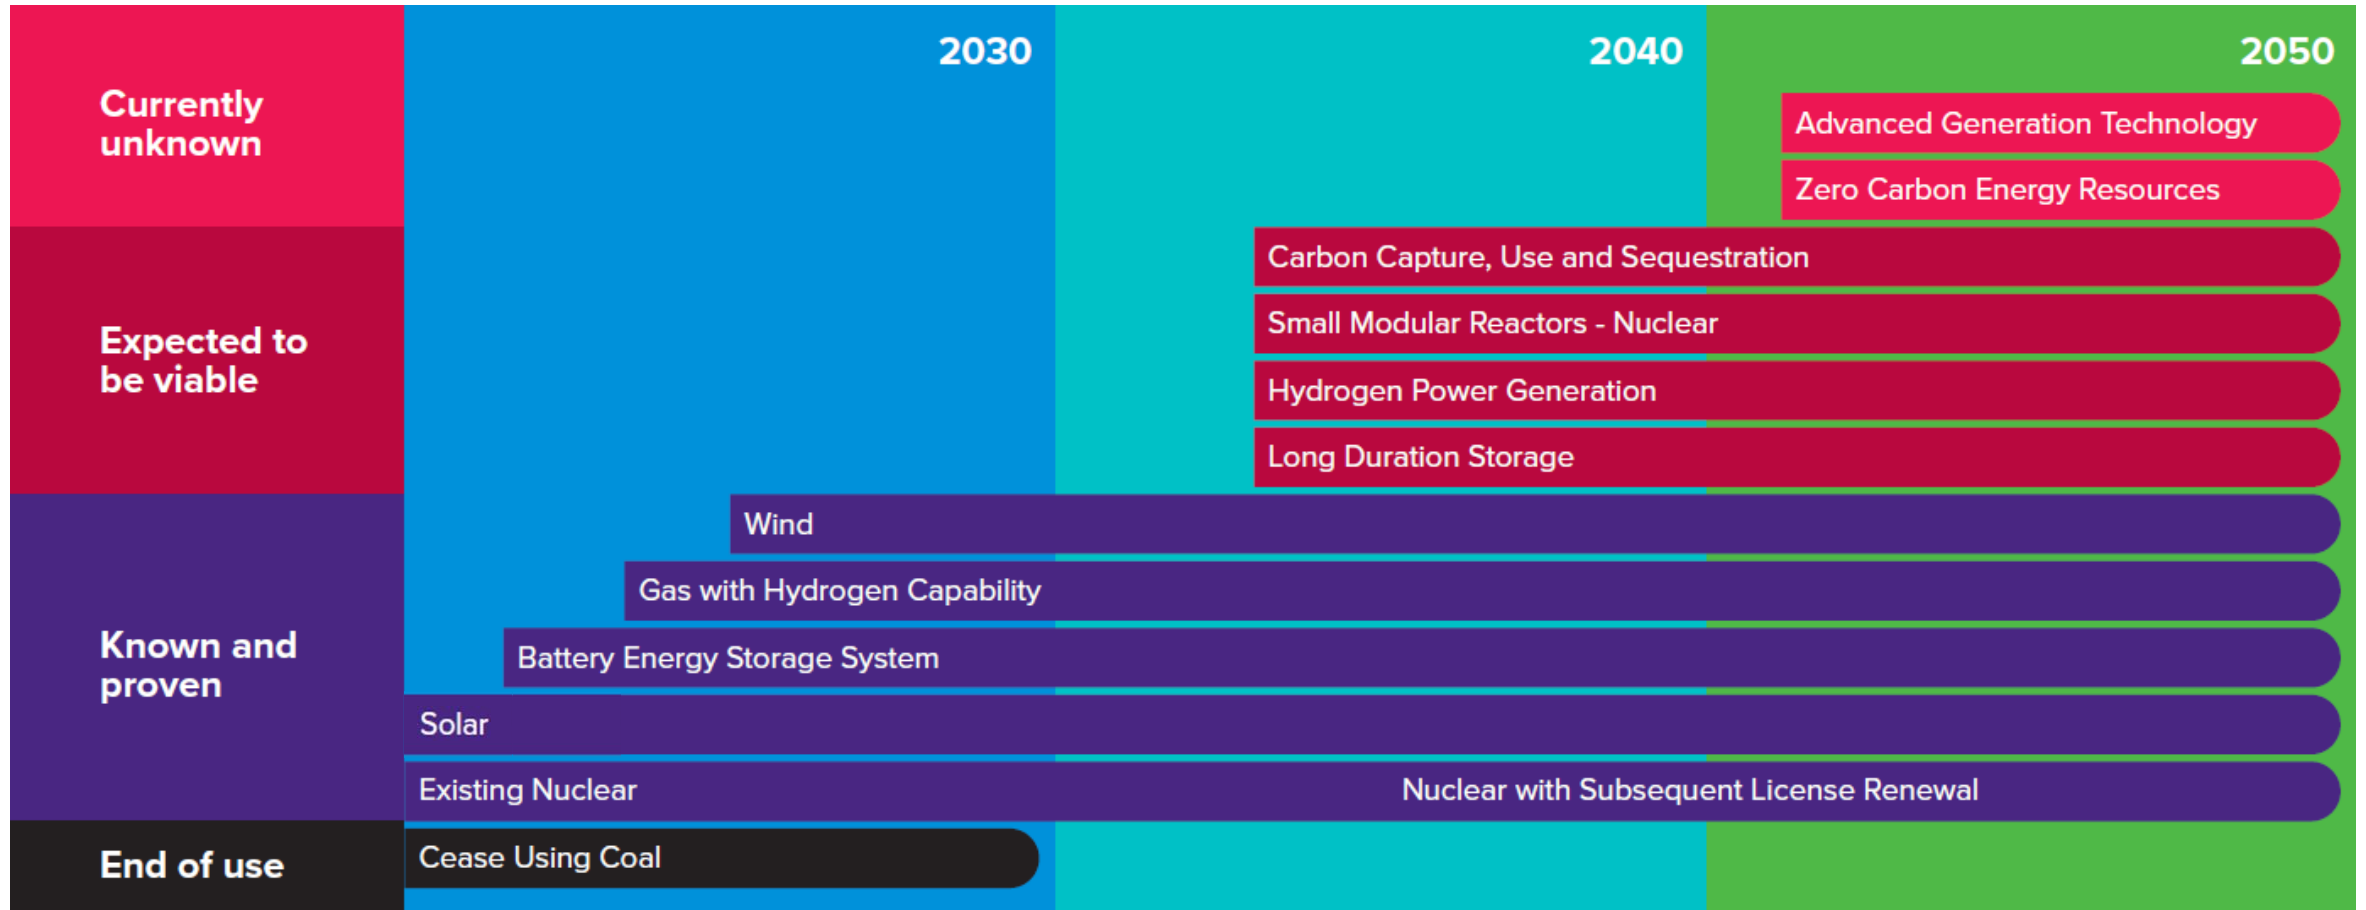 2030
2040
2050
Currently
unknown
Advanced Generation Technology
Zero Carbon Energy Resources
Expected to
be viable
Carbon Capture, Use and Sequestration
Small Modular Reactors - Nuclear
Hydrogen Power Generation
Long Duration Storage
Known and
proven
Wind
Gas with Hydrogen Capability
Battery Energy Storage System
Solar
Existing Nuclear
Nuclear with Subsequent License Renewal
End of use
Cease Using Coal